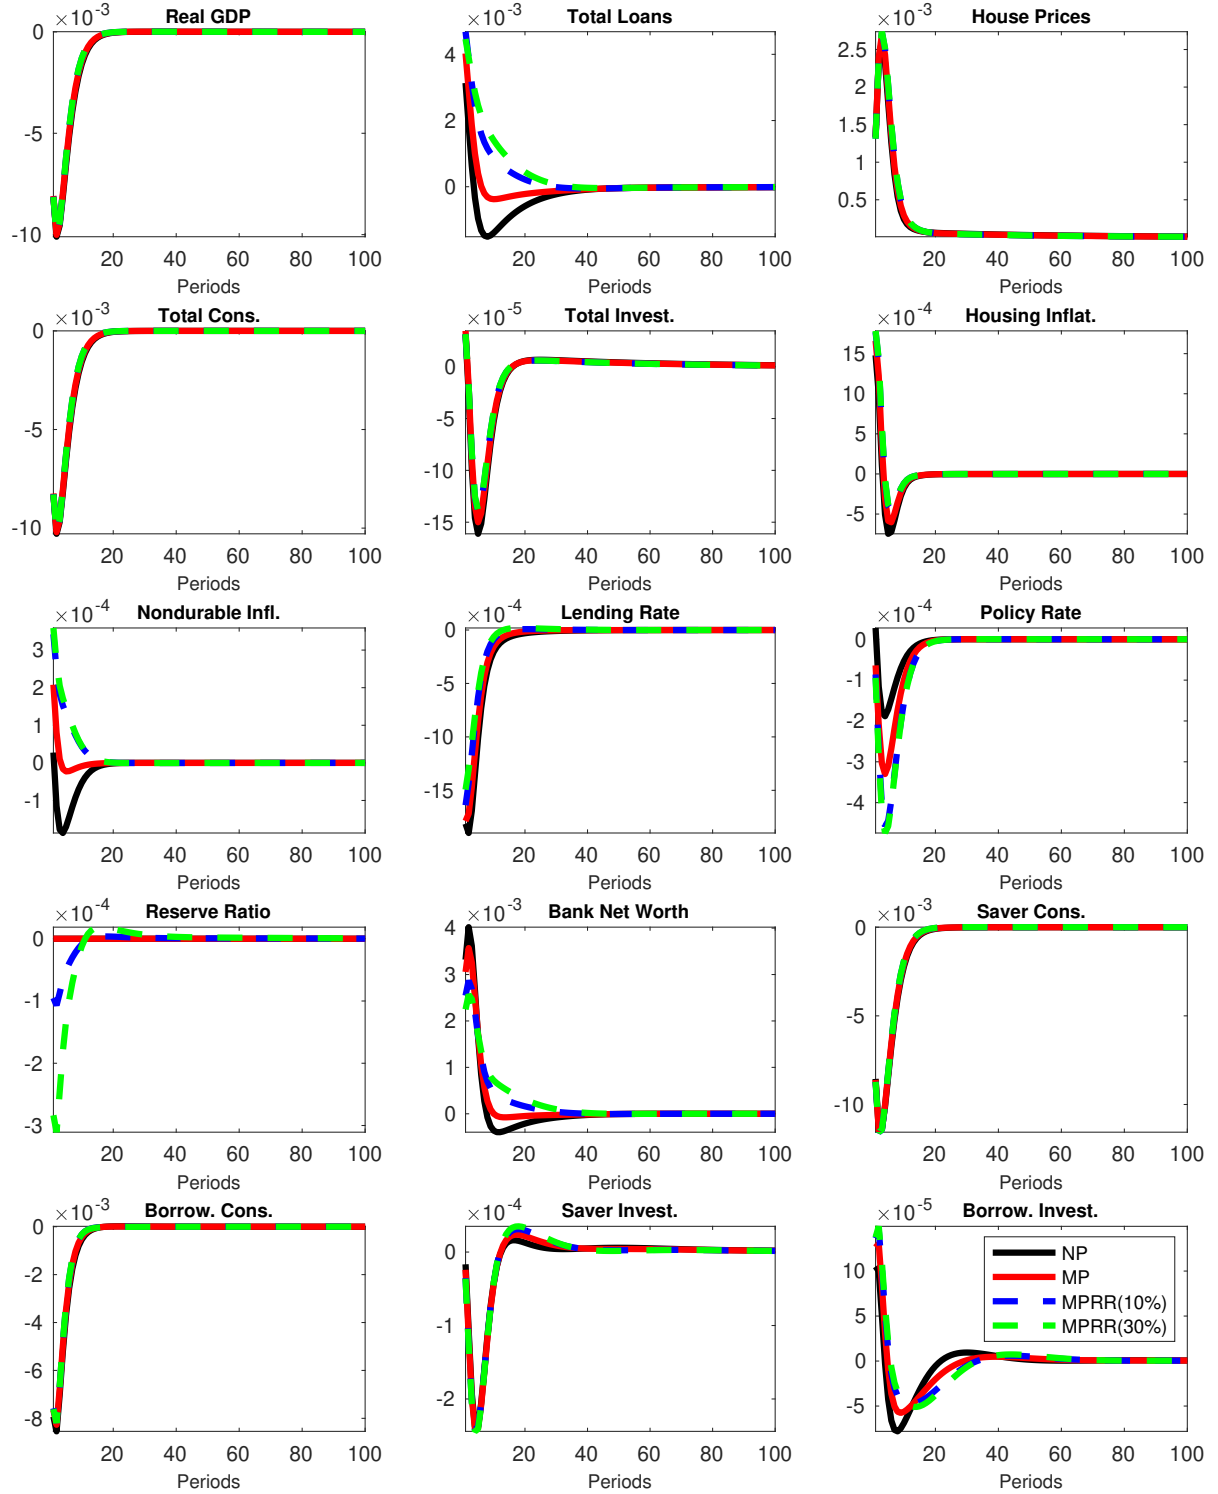 Real GDP
×10^-3
0
-5
-10
20 40 60 80 100
Periods
Total Loans
×10^-3
4
2
0
20 40 60 80 100
Periods
House Prices
×10^-3
2.5
2
1.5
1
0.5
20 40 60 80 100
Periods
Total Cons.
×10^-3
0
-5
-10
20 40 60 80 100
Periods
Total Invest.
×10^-5
0
-5
-10
-15
20 40 60 80 100
Periods
Housing Inflat.
×10^-4
15
10
5
0
-5
20 40 60 80 100
Periods
Nondurable Infl.
×10^-4
3
2
1
0
-1
20 40 60 80 100
Periods
Lending Rate
×10^-4
0
-5
-10
-15
20 40 60 80 100
Periods
Policy Rate
×10^-4
0
-1
-2
-3
-4
20 40 60 80 100
Periods
Reserve Ratio
×10^-4
0
-1
-2
-3
20 40 60 80 100
Periods
Bank Net Worth
×10^-3
4
3
2
1
0
20 40 60 80 100
Periods
Saver Cons.
×10^-3
0
-5
-10
20 40 60 80 100
Periods
Borrow. Cons.
×10^-3
0
-2
-4
-6
-8
20 40 60 80 100
Periods
Saver Invest.
×10^-4
0
-1
-2
20 40 60 80 100
Periods
Borrow. Invest.
×10^-5
10
5
0
-5
20 40 60 80 100
Periods
NP
MP
MPRR(10%)
MPRR(30%)